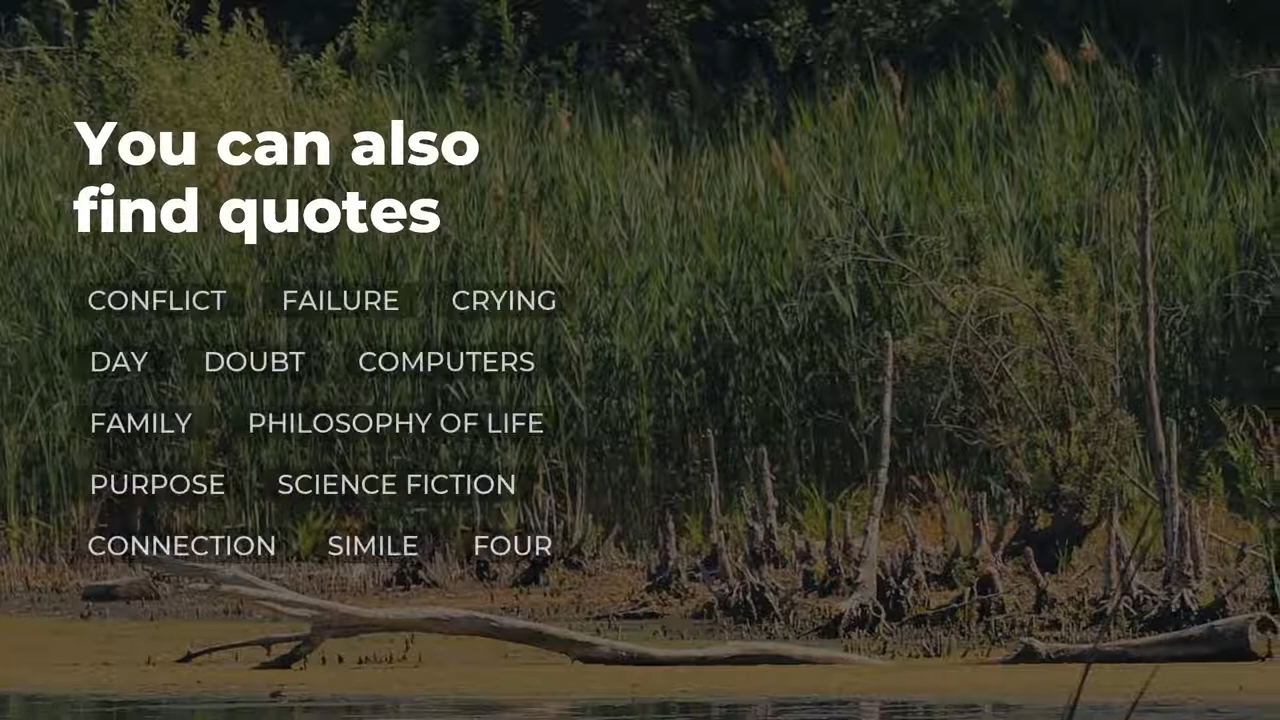 You can also
find quotes
CONFLICT FAILURE CRYING
DAY DOUBT COMPUTERS
FAMILY PHILOSOPHY OF LIFE
PURPOSE SCIENCE FICTION
CONNECTION SIMILE FOUR